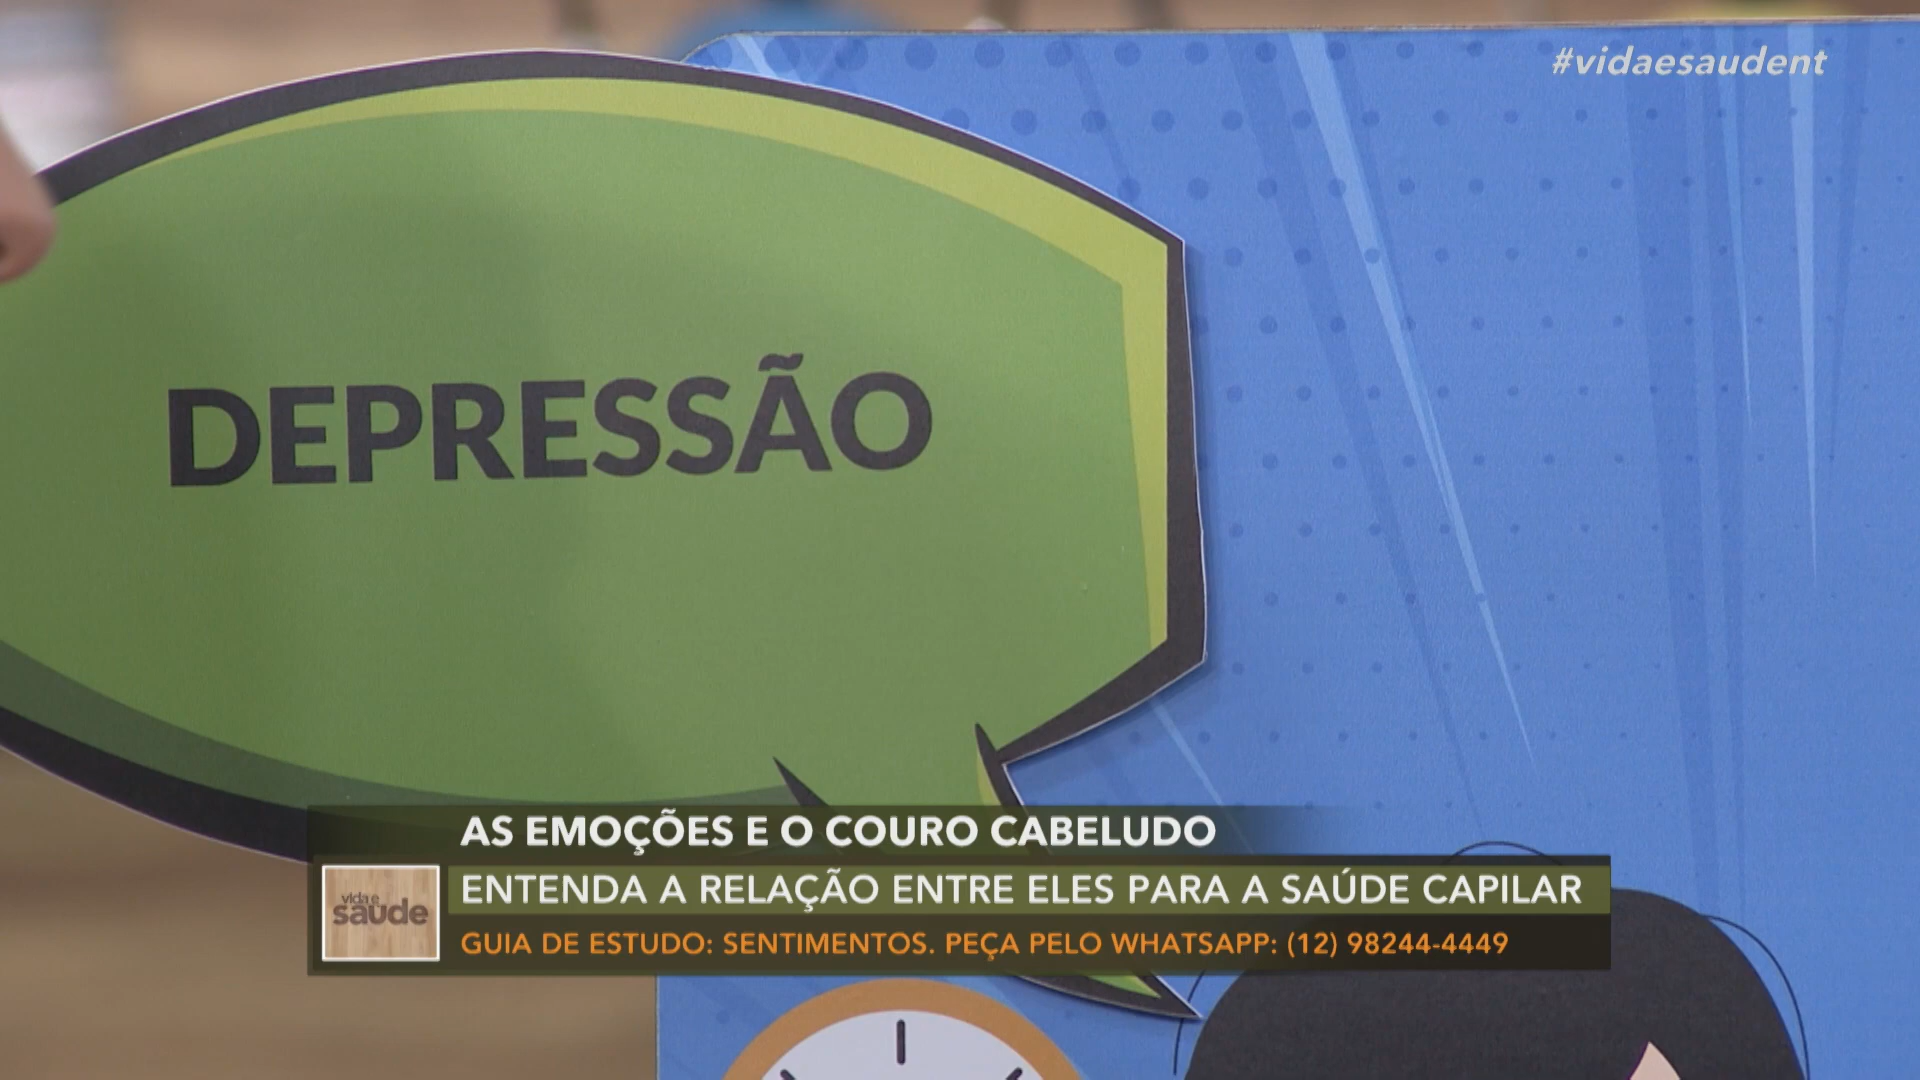 #vidaesaudent
DEPRESSÃO
AS EMOÇÕES E O COURO CABELUDO
vida e
saúde
ENTENDA A RELAÇÃO ENTRE ELES PARA A SAÚDE CAPILAR
GUIA DE ESTUDO: SENTIMENTOS. PEÇA PELO WHATSAPP: (12) 98244-4449